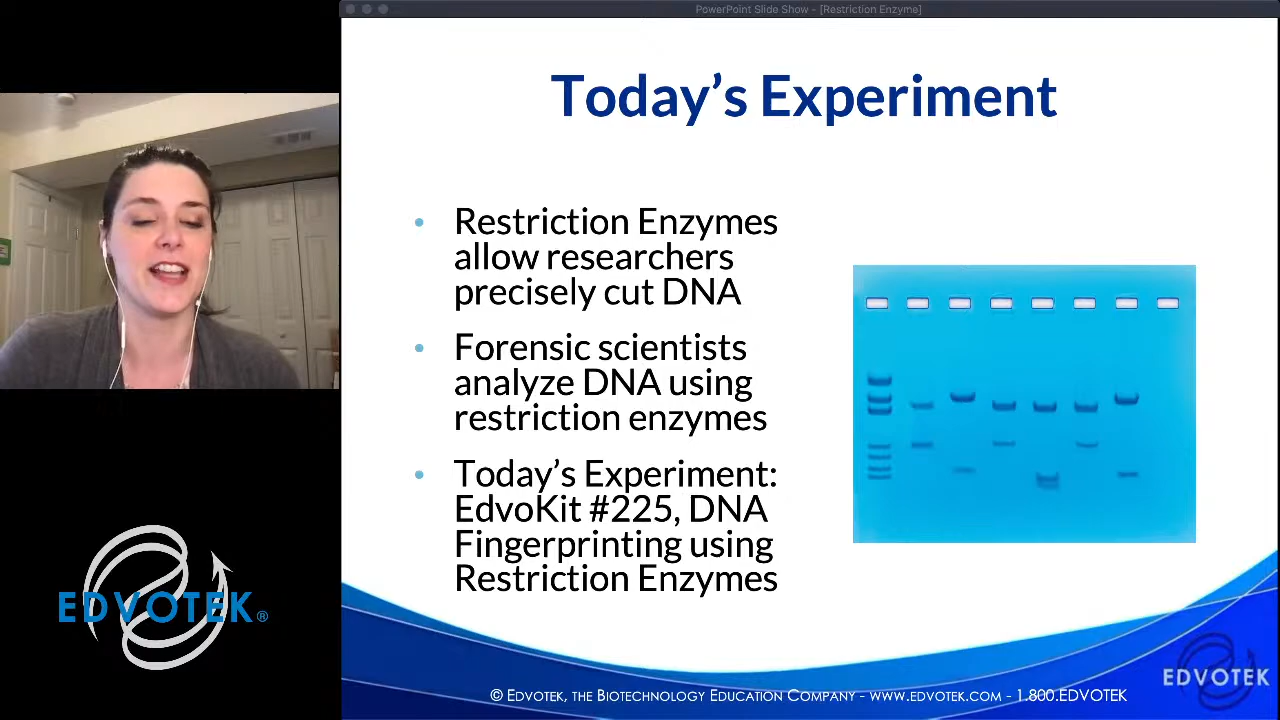 PowerPoint Slide Show - [Restriction Enzyme]
Today’s Experiment
• Restriction Enzymes
allow researchers
precisely cut DNA
• Forensic scientists
analyze DNA using
restriction enzymes
• Today’s Experiment:
EdvoKit #225, DNA
Fingerprinting using
Restriction Enzymes
EDVOTEK®
EDVOTEK
© Edvotek, the Biotechnology Education Company - www.edvotek.com - 1.800.EDVOTEK